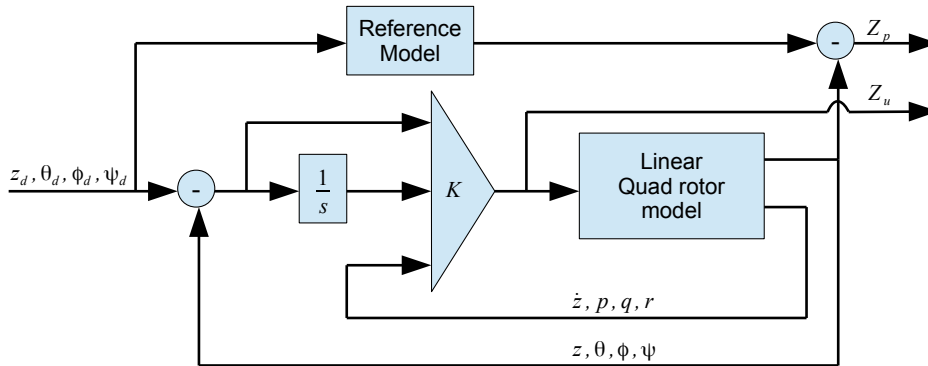 Reference
Model
-
Z_p
Z_u
z_d, θ_d, ϕ_d, ψ_d
-
1
s
K
Linear
Quad rotor
model
ż, p, q, r
z, θ, ϕ, ψ